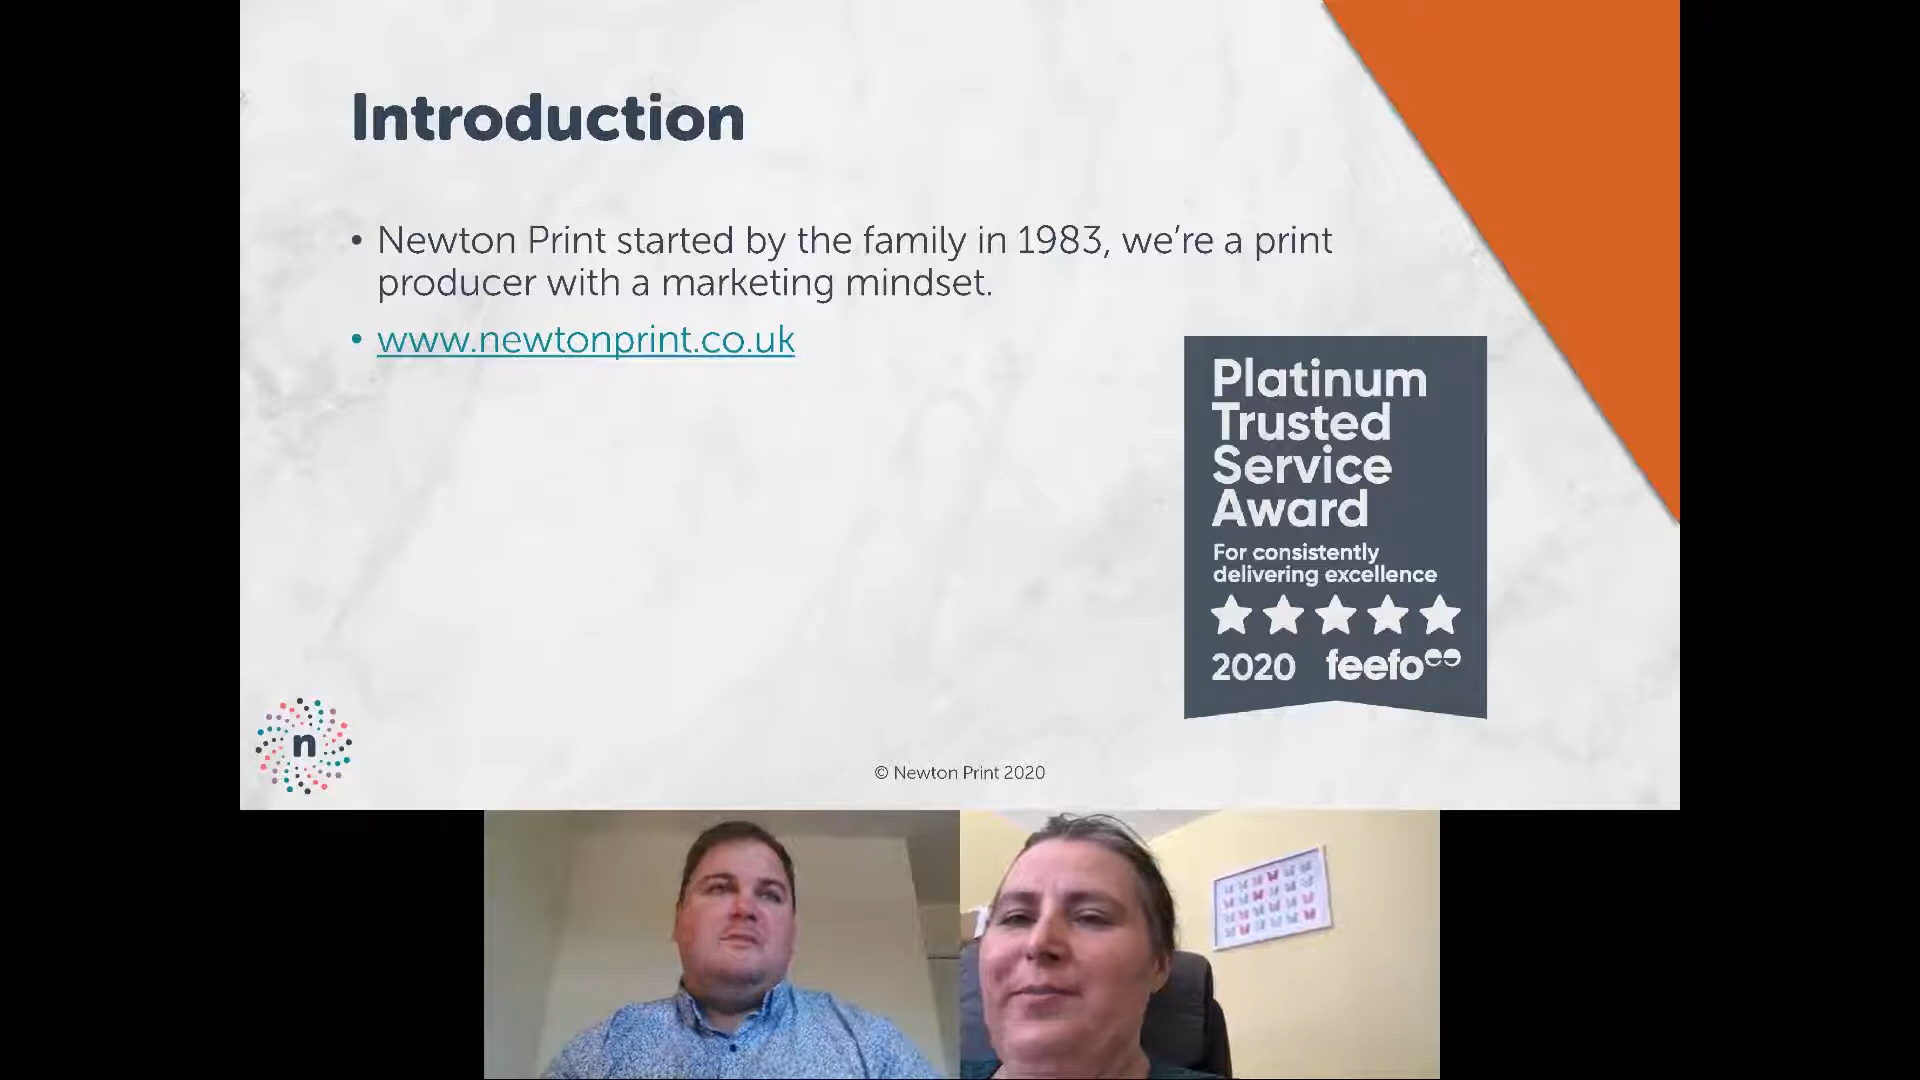 Introduction
• Newton Print started by the family in 1983, we're a print
producer with a marketing mindset.
• www.newtonprint.co.uk
Platinum
Trusted
Service
Award
For consistently
delivering excellence
2020 feefo
n
© Newton Print 2020